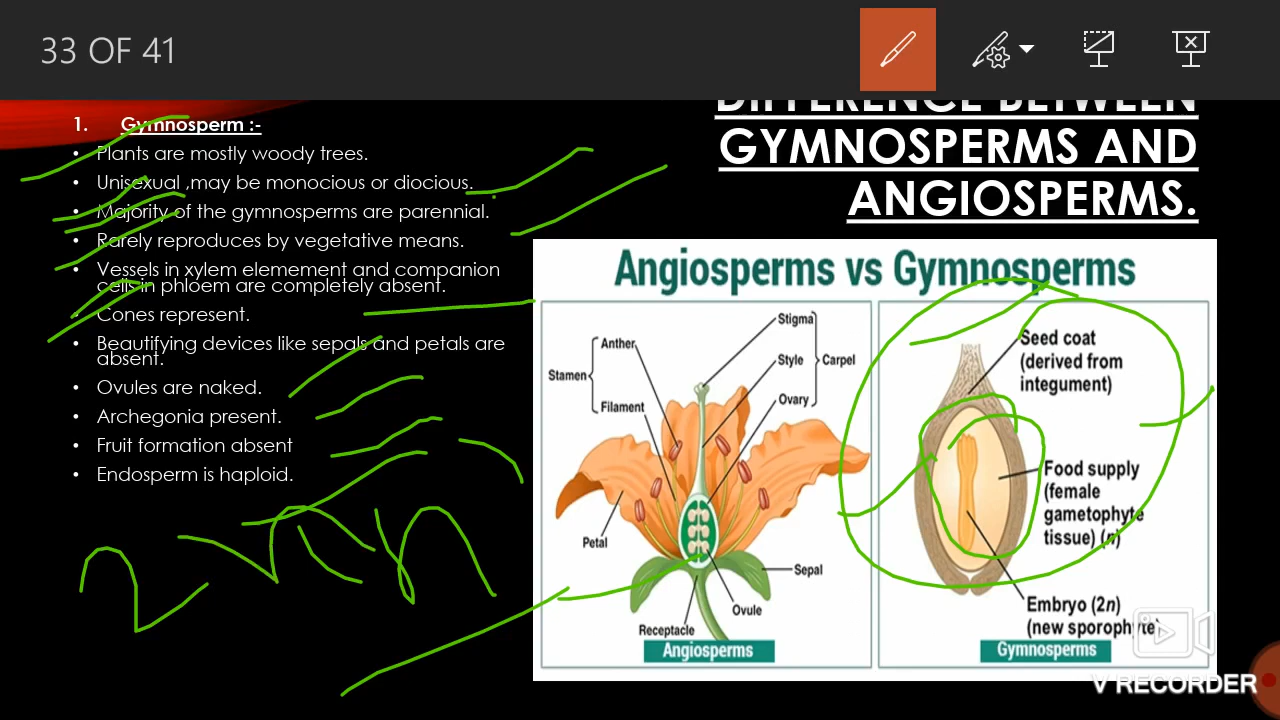 33 OF 41
DIFFERENCE BETWEEN
GYMNOSPERMS AND
ANGIOSPERMS.
1. Gymnosperm :-
• Plants are mostly woody trees.
• Unisexual ,may be monocious or diocious.
• Majority of the gymnosperms are parennial.
• Rarely reproduces by vegetative means.
• Vessels in xylem elemement and companion
cells in phloem are completely absent.
• Cones represent.
• Beautifying devices like sepals and petals are
absent.
• Ovules are naked.
• Archegonia present.
• Fruit formation absent
• Endosperm is haploid.
Angiosperms vs Gymnosperms
Stigma
Anther
Style
Carpel
Stamen
Filament
Ovary
Petal
Sepal
Ovule
Receptacle
Angiosperms
Seed coat
(derived from
integument)
Food supply
(female
gametophyte
tissue) (n)
Embryo (2n)
(new sporophyte)
Gymnosperms
V RECORDER